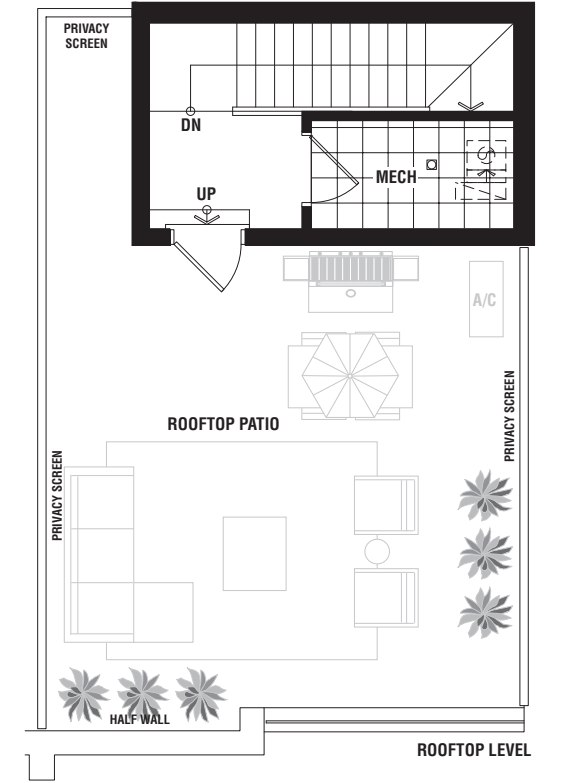 PRIVACY
SCREEN
DN
MECH
S
UP
A/C
ROOFTOP PATIO
PRIVACY SCREEN
PRIVACY SCREEN
HALF WALL
ROOFTOP LEVEL